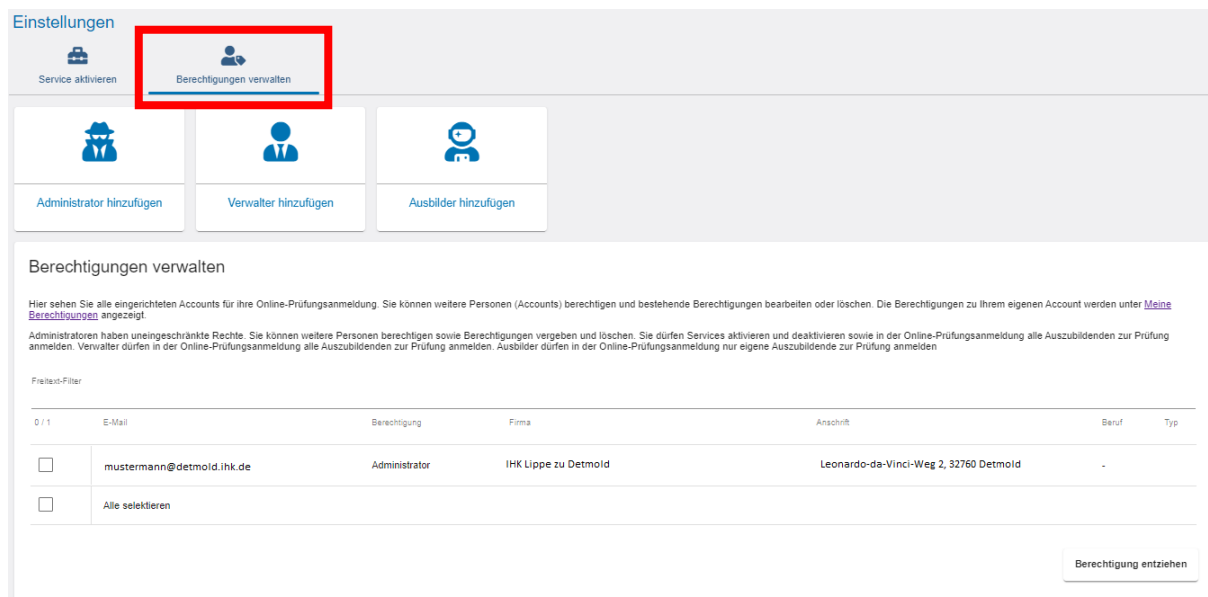 Einstellungen
Service aktivieren
Berechtigungen verwalten
Administrator hinzufügen
Verwalter hinzufügen
Ausbilder hinzufügen
Berechtigungen verwalten
Hier sehen Sie alle eingerichteten Accounts für ihre Online-Prüfungsanmeldung. Sie können weitere Personen (Accounts) berechtigen und bestehende Berechtigungen bearbeiten oder löschen. Die Berechtigungen zu Ihrem eigenen Account werden unter Meine
Berechtigungen angezeigt.
Administratoren haben uneingeschränkte Rechte. Sie können weitere Personen berechtigen sowie Berechtigungen vergeben und löschen. Sie dürfen Services aktivieren und deaktivieren sowie in der Online-Prüfungsanmeldung alle Auszubildenden zur Prüfung
anmelden. Verwalter dürfen in der Online-Prüfungsanmeldung alle Auszubildenden zur Prüfung anmelden. Ausbilder dürfen in der Online-Prüfungsanmeldung nur eigene Auszubildende zur Prüfung anmelden
Freitext-Filter
0 / 1 E-Mail Berechtigung Firma Anschrift Beruf Typ
mustermann@detmold.ihk.de Administrator IHK Lippe zu Detmold Leonardo-da-Vinci-Weg 2, 32760 Detmold -
Alle selektieren
Berechtigung entziehen